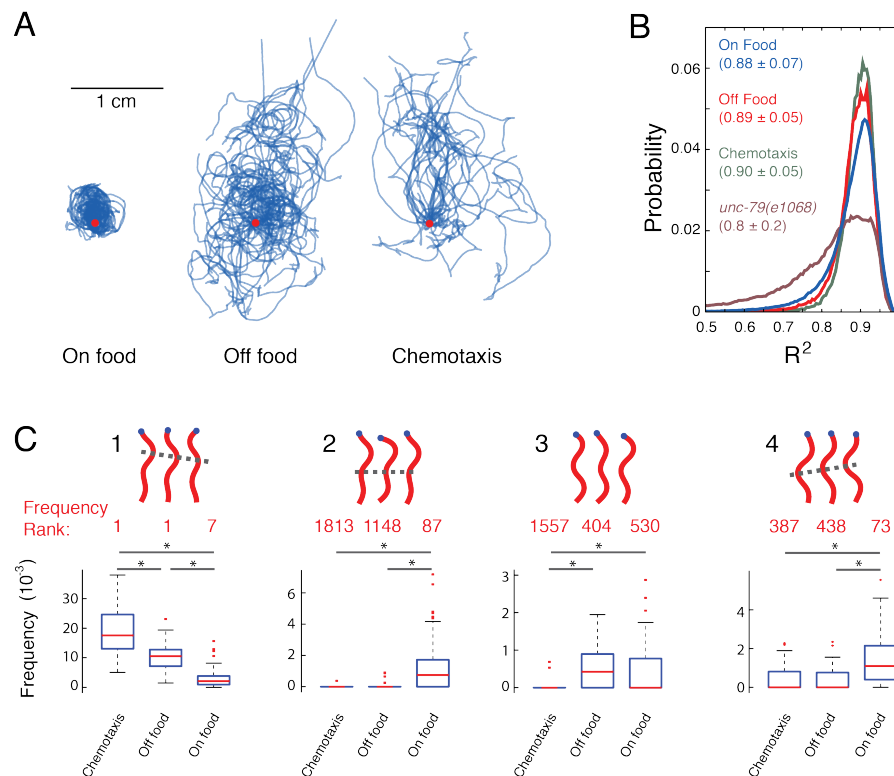 A
1 cm
On food
Off food
Chemotaxis
B
Probability
0.06
0.04
0.02
0
On Food
(0.88 ± 0.07)
Off Food
(0.89 ± 0.05)
Chemotaxis
(0.90 ± 0.05)
unc-79(e1068)
(0.8 ± 0.2)
0.5 0.6 0.7 0.8 0.9
R²
C
1
2
3
4
Frequency
Rank:
1 1 7
1813 1148 87
1557 404 530
387 438 73
* * *
* *
* *
* *
Frequency (10⁻³)
30
20
10
0
Chemotaxis
Off food
On food
6
4
2
0
Chemotaxis
Off food
On food
3
2
1
0
Chemotaxis
Off food
On food
4
2
0
Chemotaxis
Off food
On food